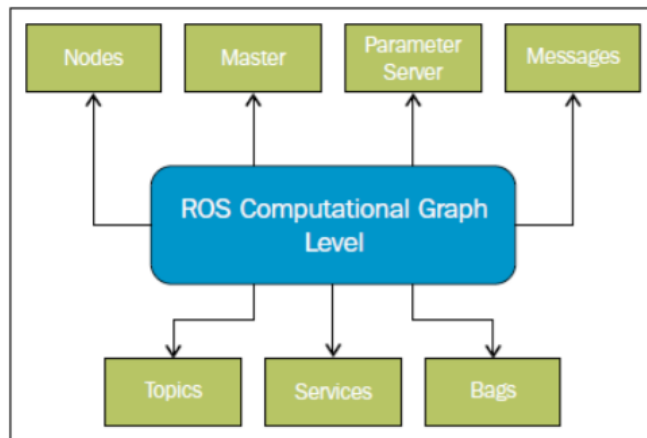 Nodes
Master
Parameter
Server
Messages
ROS Computational Graph
Level
Topics
Services
Bags